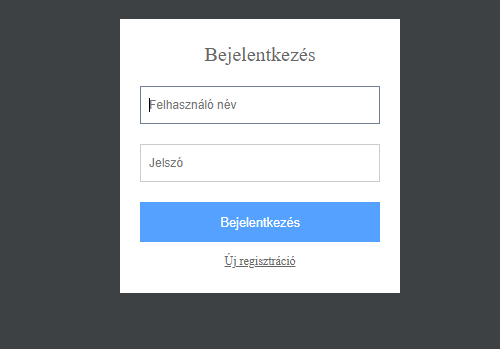 Bejelentkezés
Felhasználó név
Jelszó
Bejelentkezés
Új regisztráció